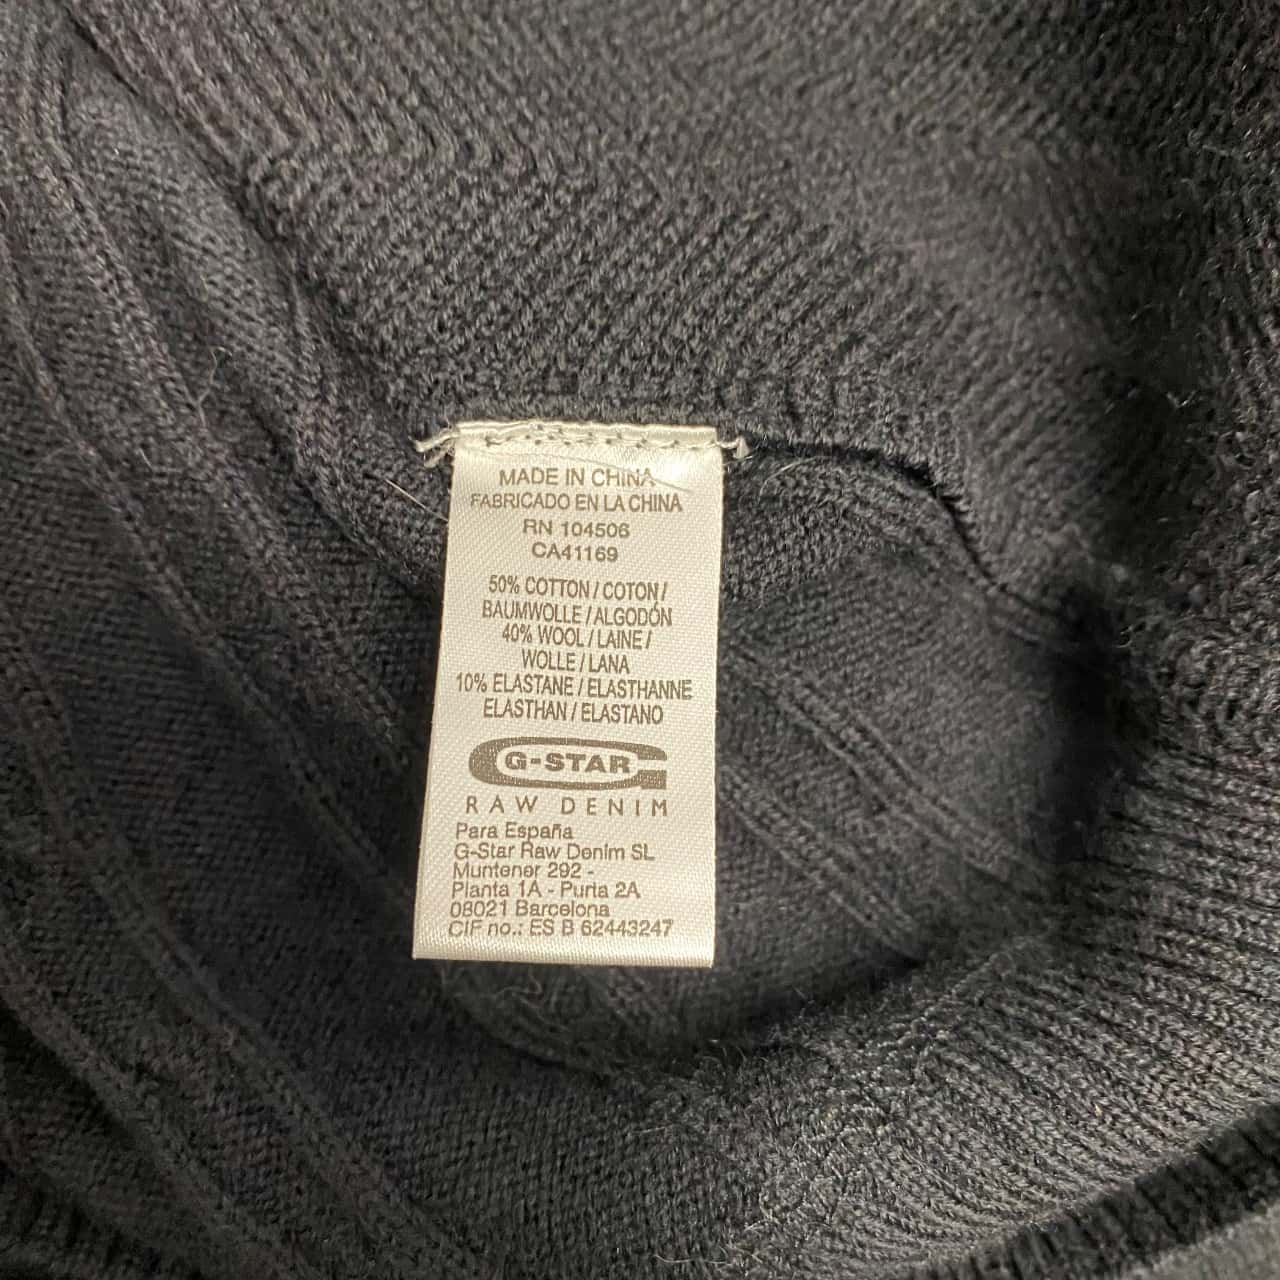 MADE IN CHINA
FABRICADO EN LA CHINA
RN 104506
CA41169
50% COTTON / COTON /
BAUMWOLLE / ALGODÓN
40% WOOL / LAINE /
WOLLE / LANA
10% ELASTANE / ELASTHANNE
ELASTHAN / ELASTANO
G-STAR
RAW DENIM
Para España
G-Star Raw Denim SL
Muntener 292 -
Planta 1A - Purta 2A
08021 Barcelona
CIF no.: ES B 62443247